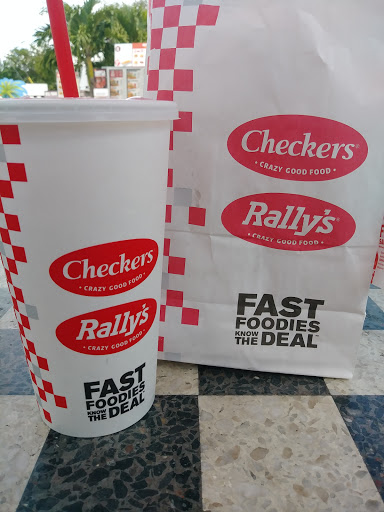 Checkers
• CRAZY GOOD FOOD •
Rally's
• CRAZY GOOD FOOD •
FAST
FOODIES
KNOW
THE DEAL
Checkers®
• CRAZY GOOD FOOD •
Rally's®
• CRAZY GOOD FOOD •
FAST
FOODIES
KNOW
THE DEAL™